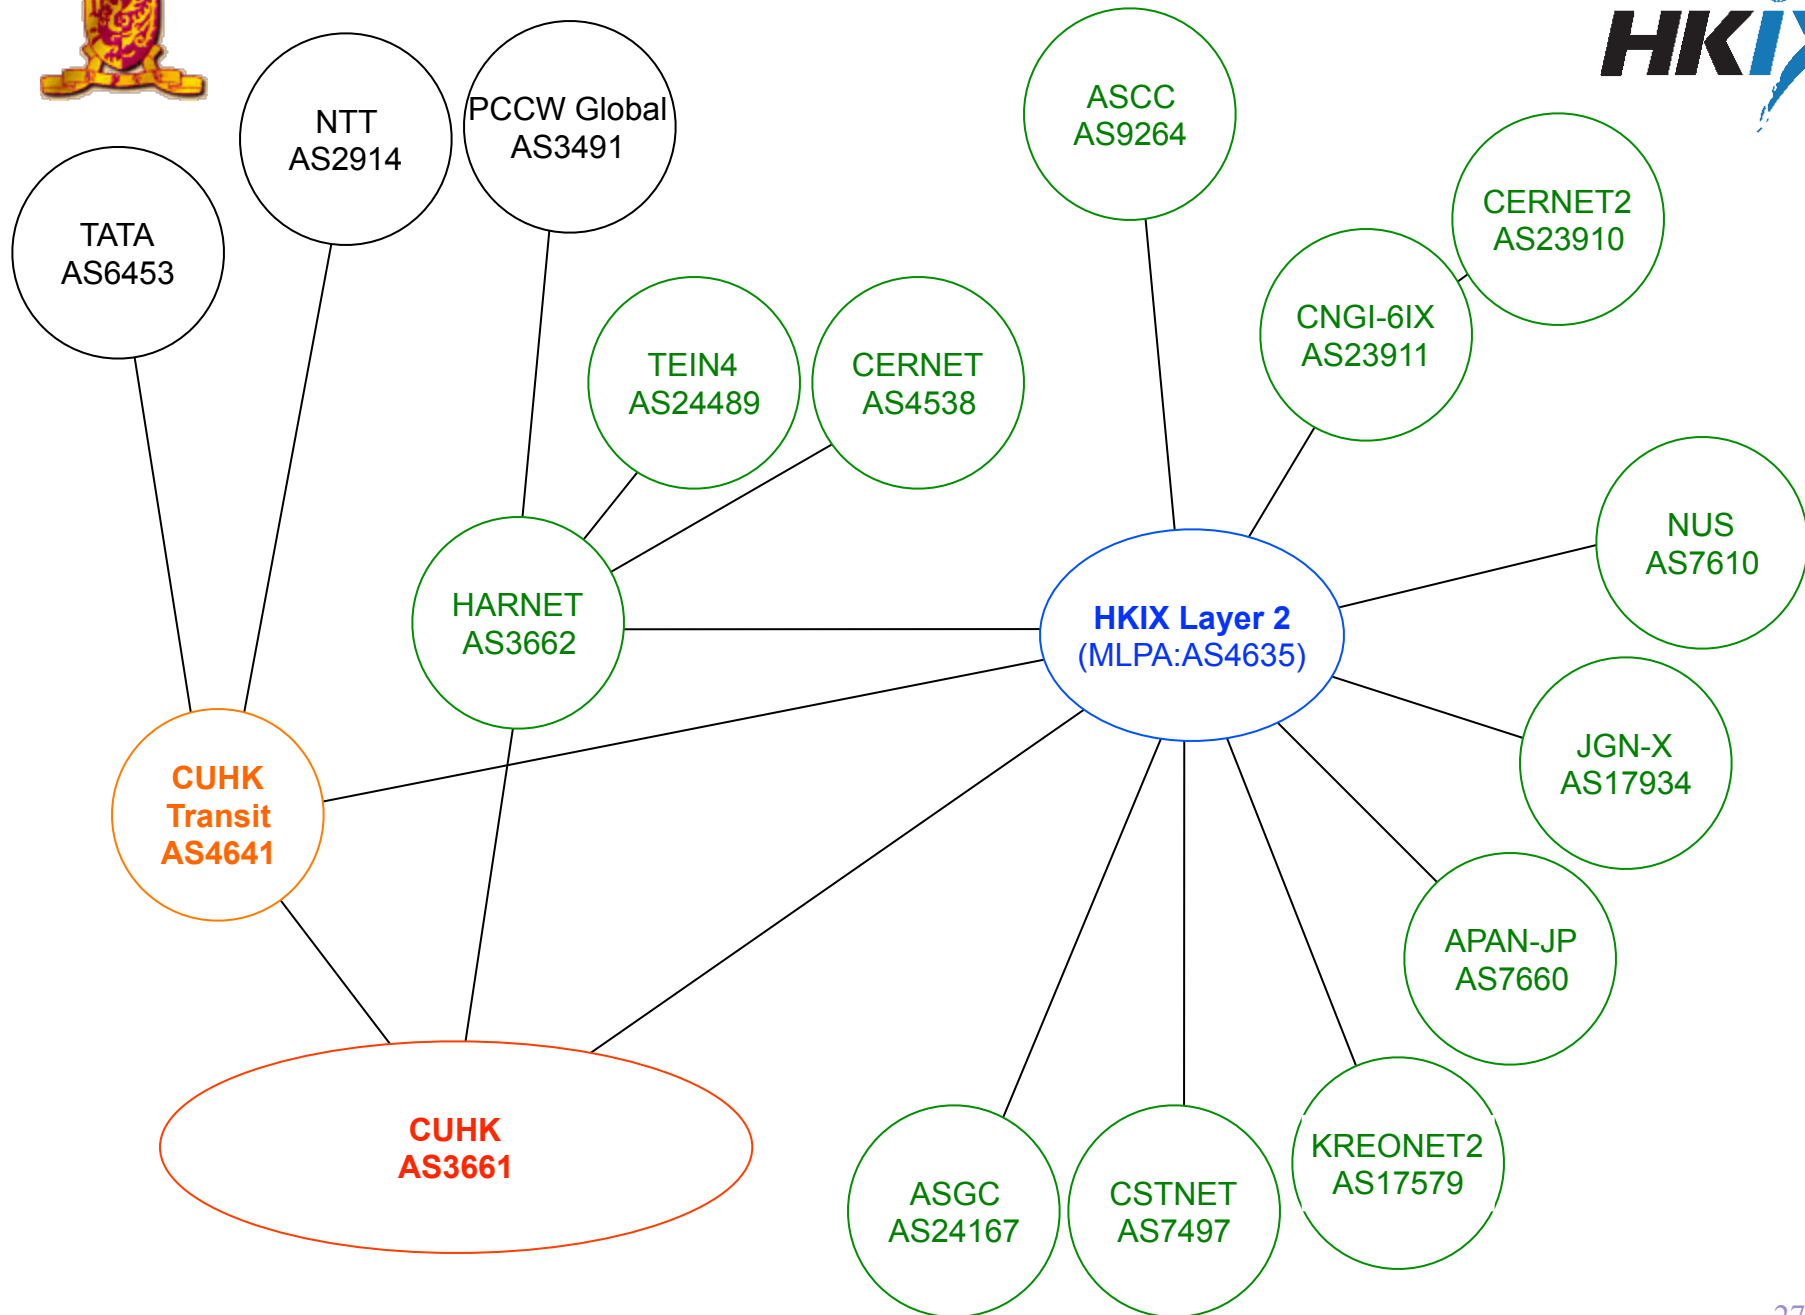 HKIX
NTT
AS2914
PCCW Global
AS3491
ASCC
AS9264
CERNET2
AS23910
TATA
AS6453
CNGI-6IX
AS23911
TEIN4
AS24489
CERNET
AS4538
NUS
AS7610
HARNET
AS3662
HKIX Layer 2
(MLPA:AS4635)
JGN-X
AS17934
CUHK
Transit
AS4641
APAN-JP
AS7660
CUHK
AS3661
KREONET2
AS17579
ASGC
AS24167
CSTNET
AS7497